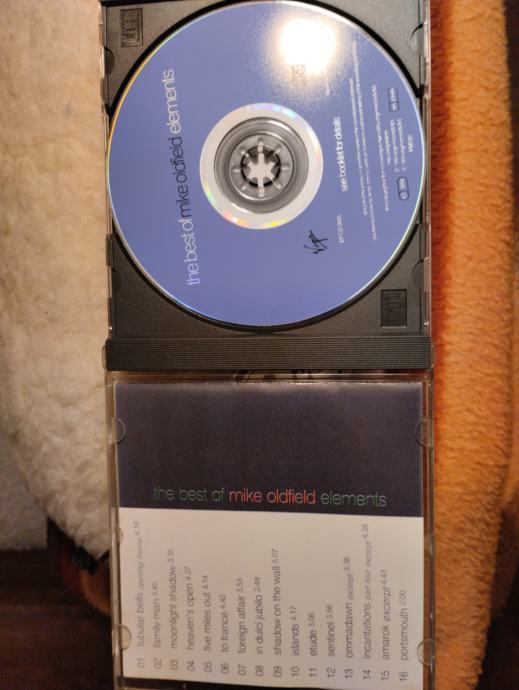 the best of mike oldfield elements
see booklet for details
Virgin
the best of mike oldfield elements
01 tubular bells opening theme 4.16
02 family man 3.45
03 moonlight shadow 3.35
04 heaven's open 4.27
05 five miles out 4.14
06 to france 4.42
07 foreign affair 3.53
08 in dulci jubilo 2.48
09 shadow on the wall 5.07
10 islands 4.17
11 etude 3.06
12 sentinel 3.56
13 ommadawn excerpt 3.38
14 incantations part four excerpt 4.38
15 amarok excerpt 4.43
16 portsmouth 2.00